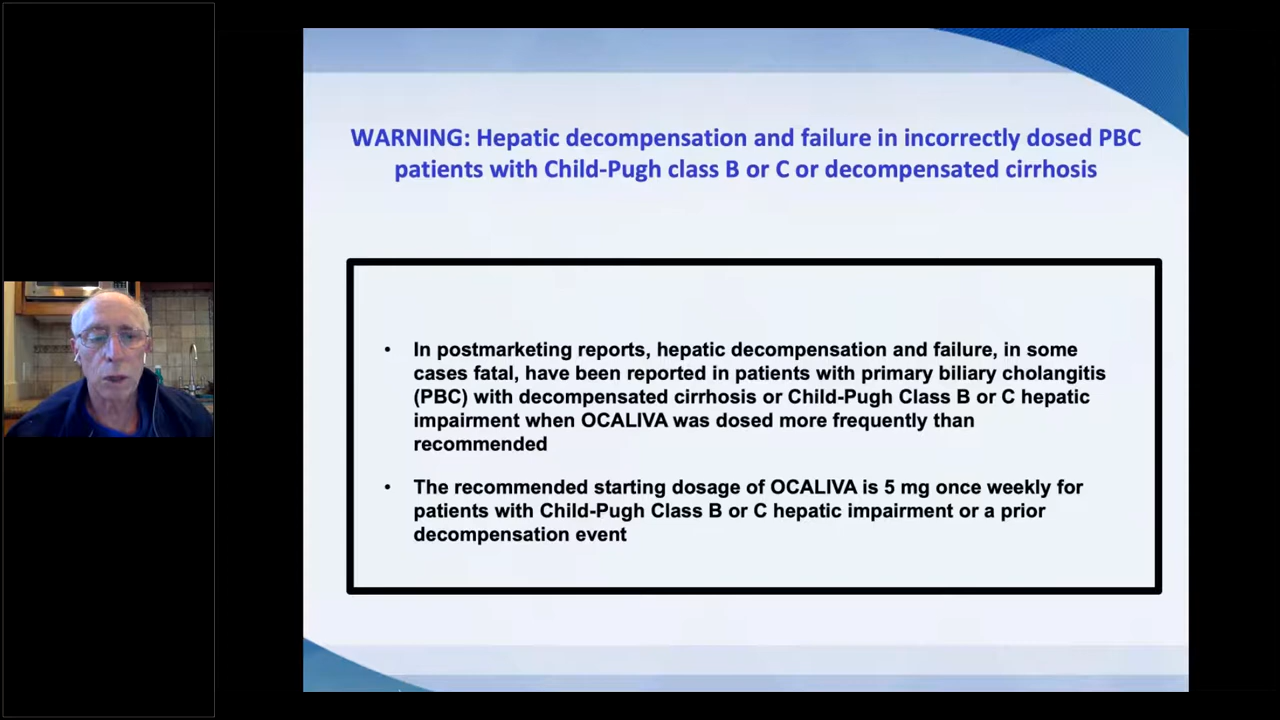 WARNING: Hepatic decompensation and failure in incorrectly dosed PBC
patients with Child-Pugh class B or C or decompensated cirrhosis
• In postmarketing reports, hepatic decompensation and failure, in some
cases fatal, have been reported in patients with primary biliary cholangitis
(PBC) with decompensated cirrhosis or Child-Pugh Class B or C hepatic
impairment when OCALIVA was dosed more frequently than
recommended
• The recommended starting dosage of OCALIVA is 5 mg once weekly for
patients with Child-Pugh Class B or C hepatic impairment or a prior
decompensation event